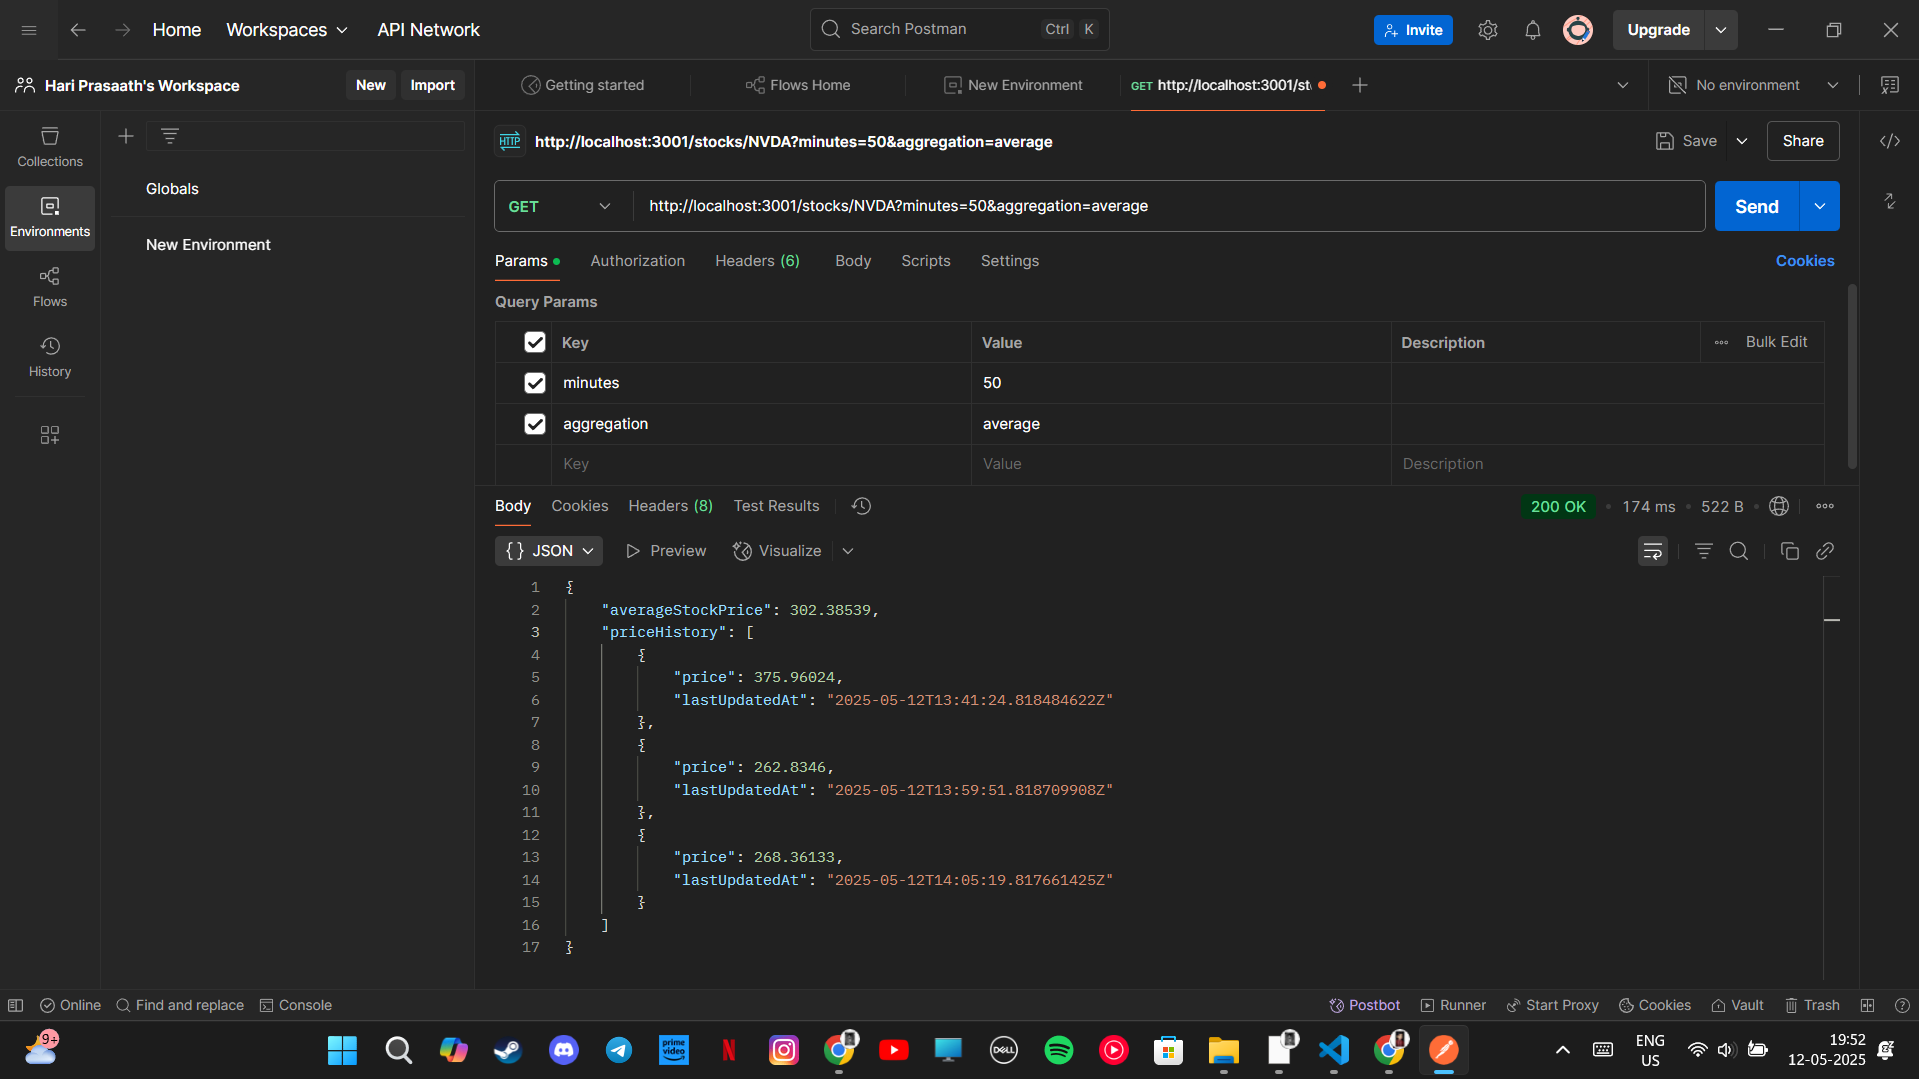 Home Workspaces API Network Search Postman Ctrl K Invite Upgrade
Hari Prasaath's Workspace New Import Getting started Flows Home New Environment GET http://localhost:3001/st No environment
Collections
Environments
Flows
History
Globals
New Environment
HTTP http://localhost:3001/stocks/NVDA?minutes=50&aggregation=average Save Share
GET http://localhost:3001/stocks/NVDA?minutes=50&aggregation=average Send
Params Authorization Headers (6) Body Scripts Settings Cookies
Query Params
Key Value Description Bulk Edit
minutes 50
aggregation average
Key Value Description
Body Cookies Headers (8) Test Results 200 OK 174 ms 522 B
{} JSON Preview Visualize
1 {
2 "averageStockPrice": 302.38539,
3 "priceHistory": [
4 {
5 "price": 375.96024,
6 "lastUpdatedAt": "2025-05-12T13:41:24.818484622Z"
7 },
8 {
9 "price": 262.8346,
10 "lastUpdatedAt": "2025-05-12T13:59:51.818709908Z"
11 },
12 {
13 "price": 268.36133,
14 "lastUpdatedAt": "2025-05-12T14:05:19.817661425Z"
15 }
16 ]
17 }
Online Find and replace Console Postbot Runner Start Proxy Cookies Vault Trash
9+ prime video DELL ENG US 19:52
12-05-2025